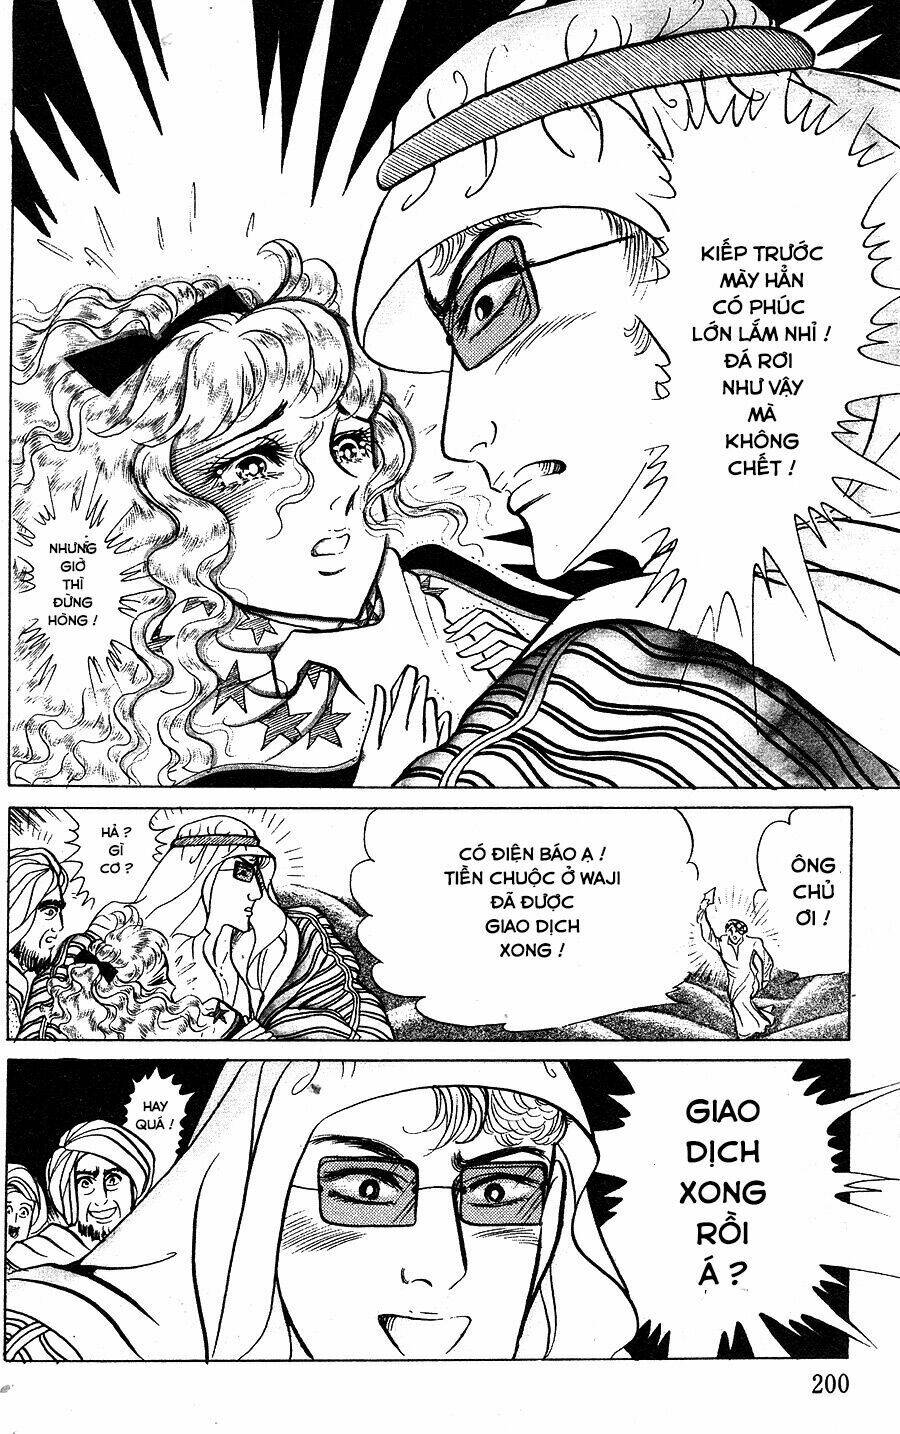 KIẾP TRƯỚC
MÀY HẲN
CÓ PHÚC
LỚN LẮM NHỈ !
ĐÁ RƠI
NHƯ VẬY
MÀ
KHÔNG
CHẾT !
NHƯNG
GIỜ
THÌ
ĐỪNG
HÒNG !
ÔNG
CHỦ
ƠI !
CÓ ĐIỆN BÁO Ạ !
TIỀN CHUỘC Ở WAJI
ĐÃ ĐƯỢC
GIAO DỊCH
XONG !
HẢ ?
GÌ
CƠ ?
GIAO
DỊCH
XONG
RỒI
Á ?
HAY
QUÁ !
200